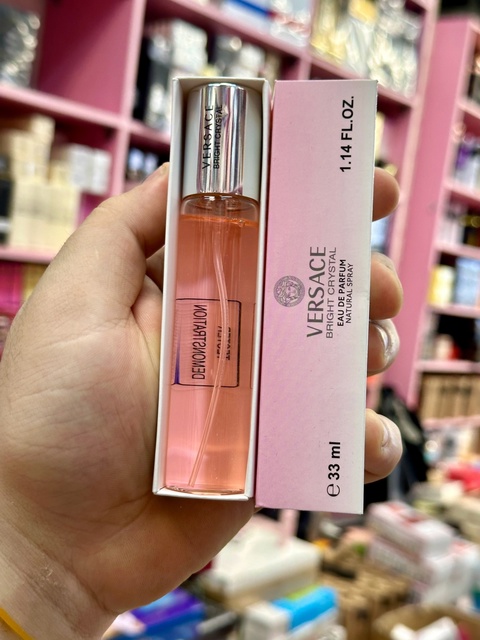 VERSACE
BRIGHT CRYSTAL
DEMONSTRATION
1.14 FL.OZ.
VERSACE
BRIGHT CRYSTAL
EAU DE PARFUM
NATURAL SPRAY
℮ 33 ml